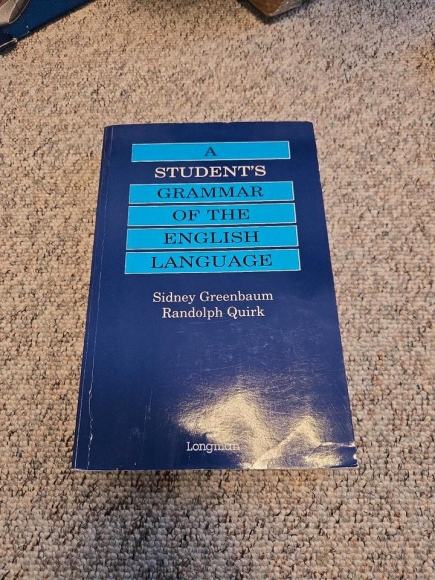 A
STUDENT'S
GRAMMAR
OF THE
ENGLISH
LANGUAGE
Sidney Greenbaum
Randolph Quirk
Longman